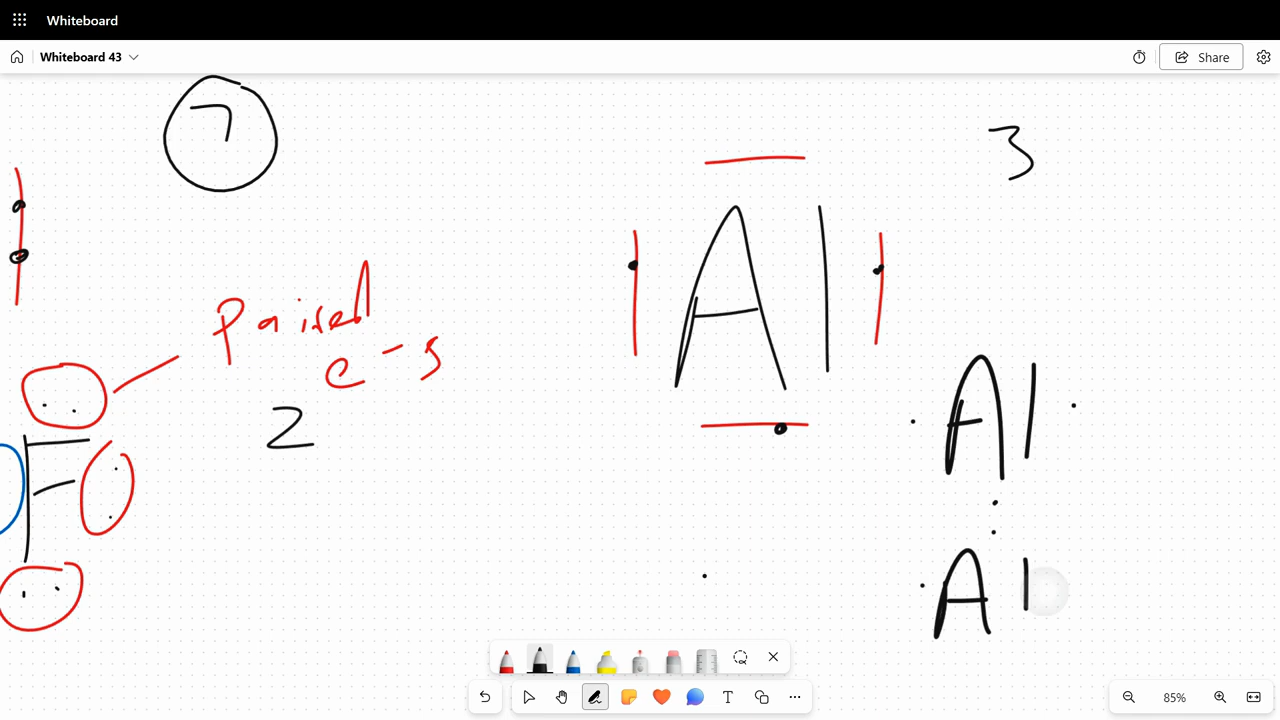 Whiteboard
Whiteboard 43
Share
7
3
Al
Paired
e-s
2
F
Al
Al
85%